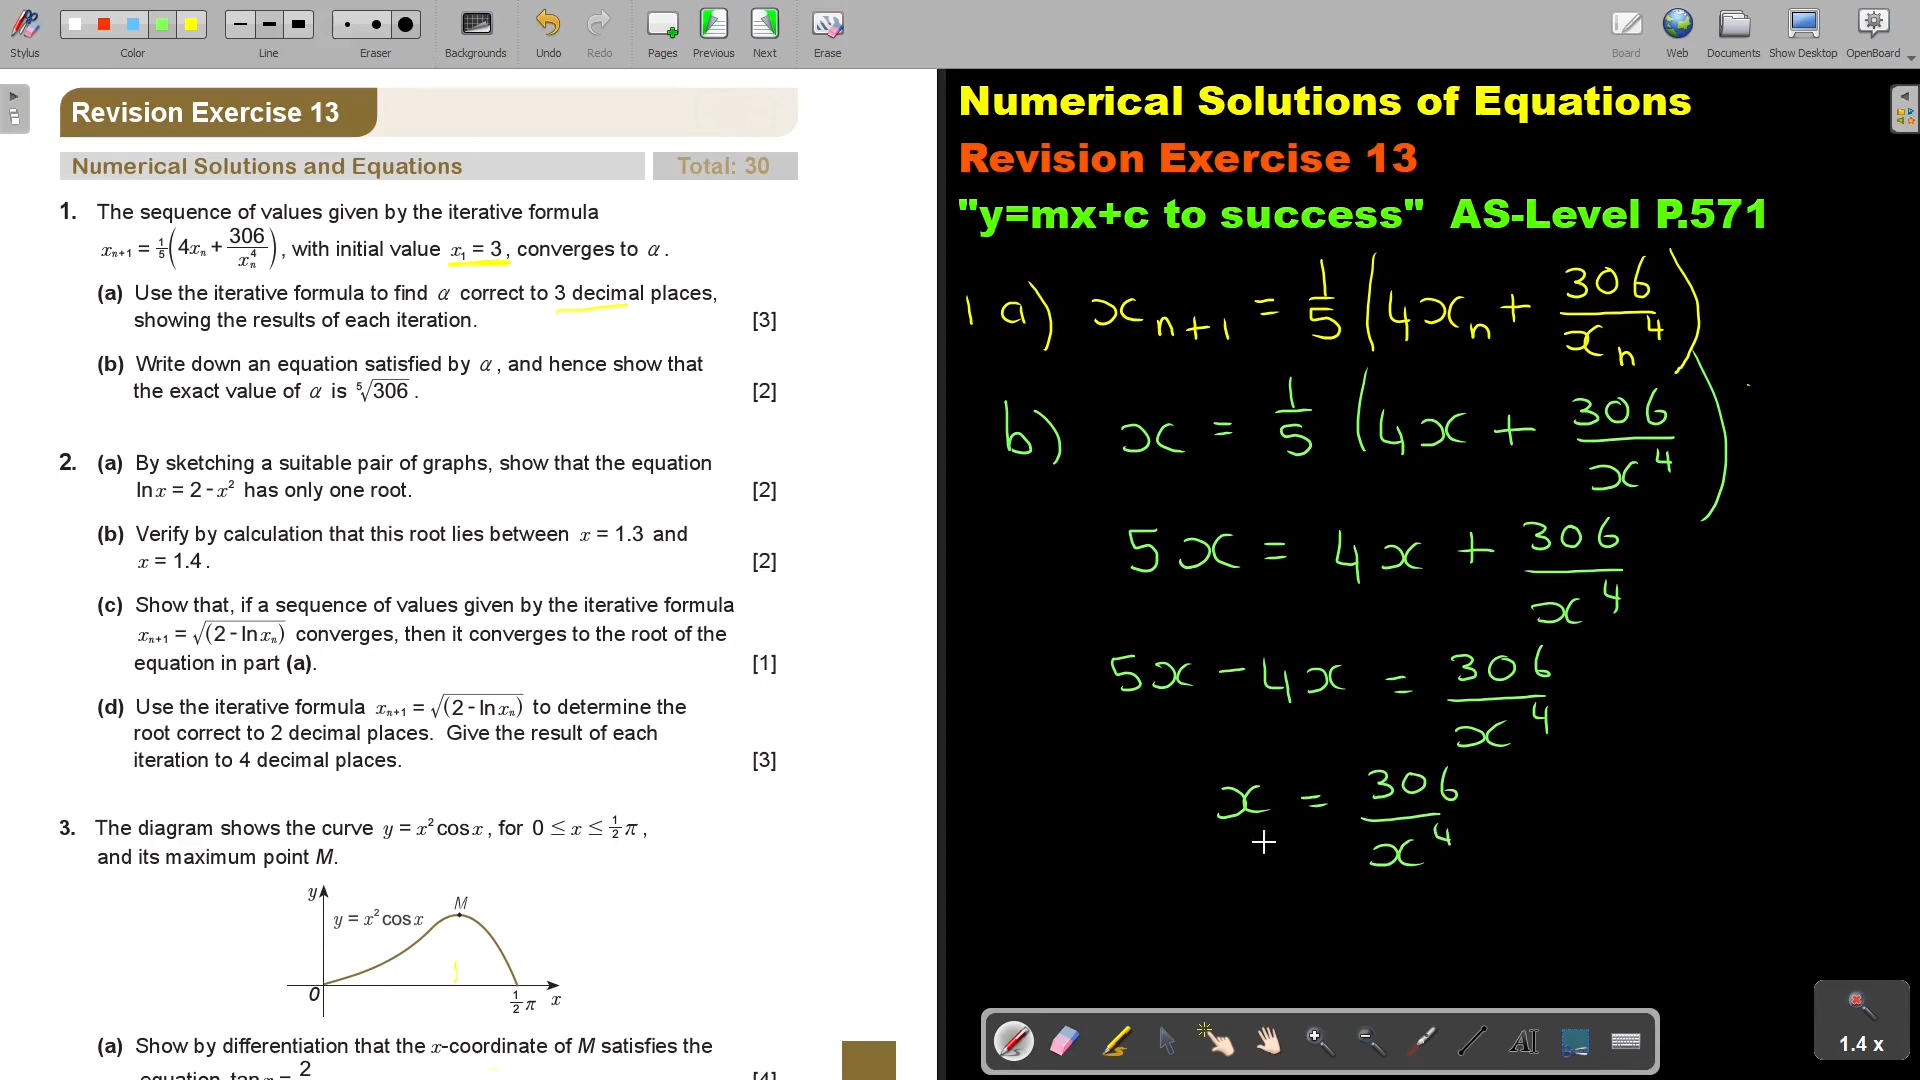 Stylus Color Line Eraser Backgrounds Undo Redo Pages Previous Next Erase Board Web Documents Show Desktop OpenBoard
Revision Exercise 13
Numerical Solutions and Equations Total: 30
1. The sequence of values given by the iterative formula
xₙ₊₁ = 1/5(4xₙ + 306/xₙ⁴), with initial value x₁ = 3, converges to α.
(a) Use the iterative formula to find α correct to 3 decimal places,
showing the results of each iteration. [3]
(b) Write down an equation satisfied by α, and hence show that
the exact value of α is ⁵√306. [2]
2. (a) By sketching a suitable pair of graphs, show that the equation
ln x = 2 - x² has only one root. [2]
(b) Verify by calculation that this root lies between x = 1.3 and
x = 1.4. [2]
(c) Show that, if a sequence of values given by the iterative formula
xₙ₊₁ = √(2 - ln xₙ) converges, then it converges to the root of the
equation in part (a). [1]
(d) Use the iterative formula xₙ₊₁ = √(2 - ln xₙ) to determine the
root correct to 2 decimal places. Give the result of each
iteration to 4 decimal places. [3]
3. The diagram shows the curve y = x² cos x, for 0 ≤ x ≤ 1/2 π,
and its maximum point M.
y
M
y = x² cos x
O
1/2 π x
(a) Show by differentiation that the x-coordinate of M satisfies the
equation tan x = 2 [4]
Numerical Solutions of Equations
Revision Exercise 13
"y=mx+c to success" AS-Level P.571
1 a) xₙ₊₁ = 1/5 (4xₙ + 306/xₙ⁴)
b) x = 1/5 (4x + 306/x⁴)
5x = 4x + 306/x⁴
5x - 4x = 306/x⁴
x = 306/x⁴
1.4 x